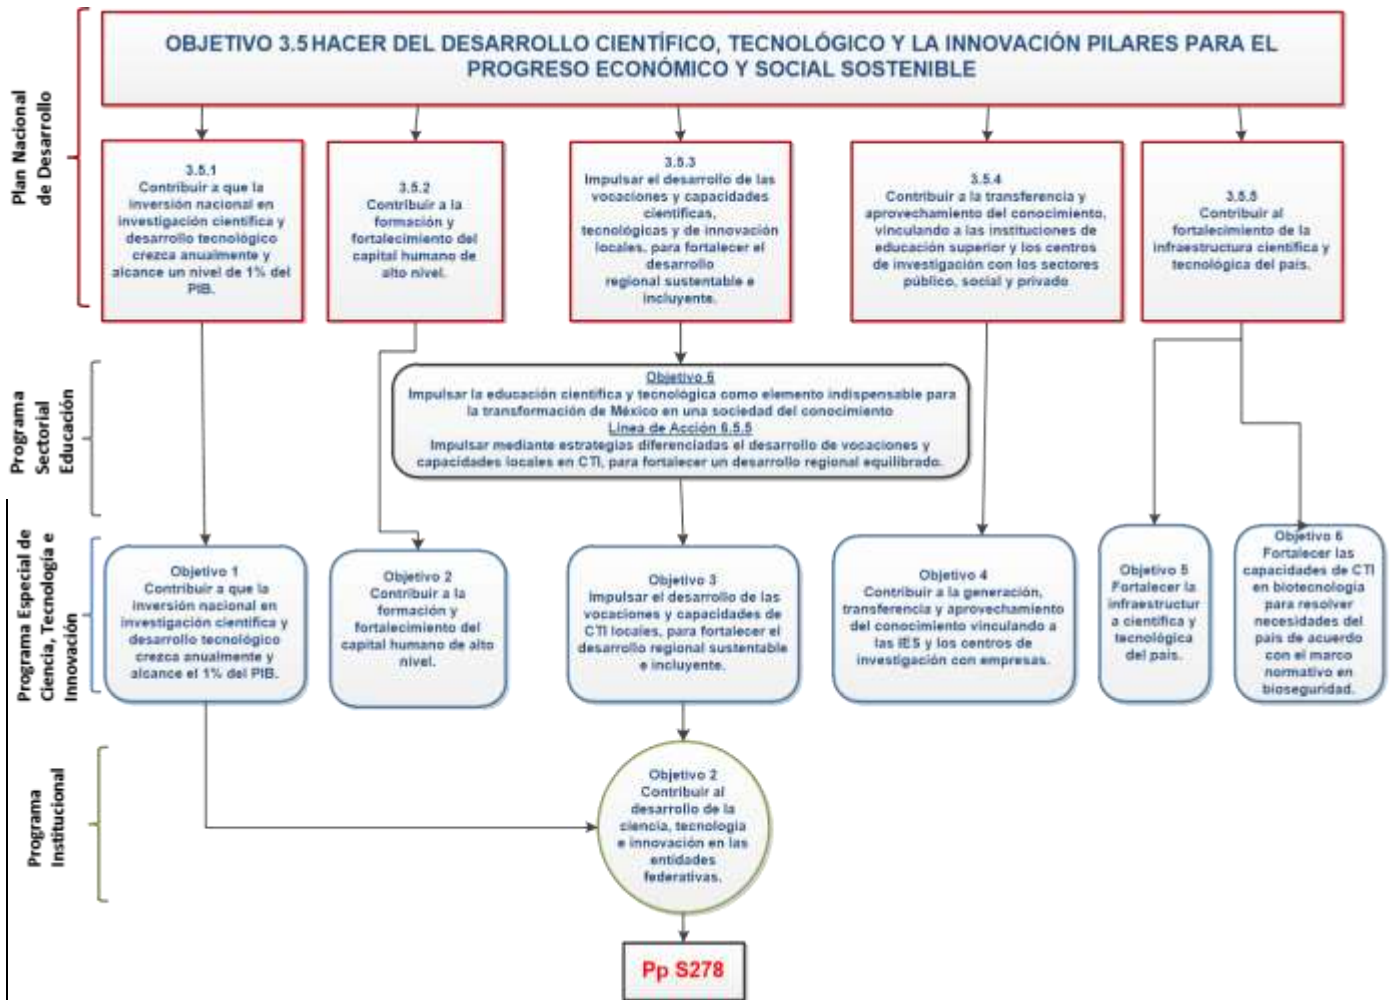 OBJETIVO 3.5 HACER DEL DESARROLLO CIENTÍFICO, TECNOLÓGICO Y LA INNOVACIÓN PILARES PARA EL
PROGRESO ECONÓMICO Y SOCIAL SOSTENIBLE
Plan Nacional
de Desarrollo
3.5.1
Contribuir a que la
inversión nacional en
investigación científica y
desarrollo tecnológico
crezca anualmente y
alcance un nivel de 1% del
PIB.
3.5.2
Contribuir a la
formación y
fortalecimiento del
capital humano de
alto nivel.
3.5.3
Impulsar el desarrollo de las
vocaciones y capacidades
científicas,
tecnológicas y de innovación
locales, para fortalecer el
desarrollo
regional sustentable e
incluyente.
3.5.4
Contribuir a la transferencia y
aprovechamiento del conocimiento,
vinculando a las instituciones de
educación superior y los centros
de investigación con los sectores
público, social y privado
3.5.5
Contribuir al
fortalecimiento de la
infraestructura científica y
tecnológica del país.
Programa
Sectorial
Educación
Objetivo 6
Impulsar la educación científica y tecnológica como elemento indispensable para
la transformación de México en una sociedad del conocimiento
Línea de Acción 6.5.5
Impulsar mediante estrategias diferenciadas el desarrollo de vocaciones y
capacidades locales en CTI, para fortalecer un desarrollo regional equilibrado.
Programa Especial de
Ciencia, Tecnología e
Innovación
Objetivo 1
Contribuir a que la
inversión nacional en
investigación científica y
desarrollo tecnológico
crezca anualmente y
alcance el 1% del PIB.
Objetivo 2
Contribuir a la
formación y
fortalecimiento del
capital humano de alto
nivel.
Objetivo 3
Impulsar el desarrollo de las
vocaciones y capacidades de
CTI locales, para fortalecer el
desarrollo regional sustentable
e incluyente.
Objetivo 4
Contribuir a la generación,
transferencia y aprovechamiento
del conocimiento vinculando a
las IES y los centros de
investigación con empresas.
Objetivo 5
Fortalecer la
infraestructur
a científica y
tecnológica
del país.
Objetivo 6
Fortalecer las
capacidades de CTI
en biotecnología
para resolver
necesidades del
país de acuerdo
con el marco
normativo en
bioseguridad.
Programa
Institucional
Objetivo 2
Contribuir al
desarrollo de la
ciencia, tecnología
e innovación en las
entidades
federativas.
Pp S278